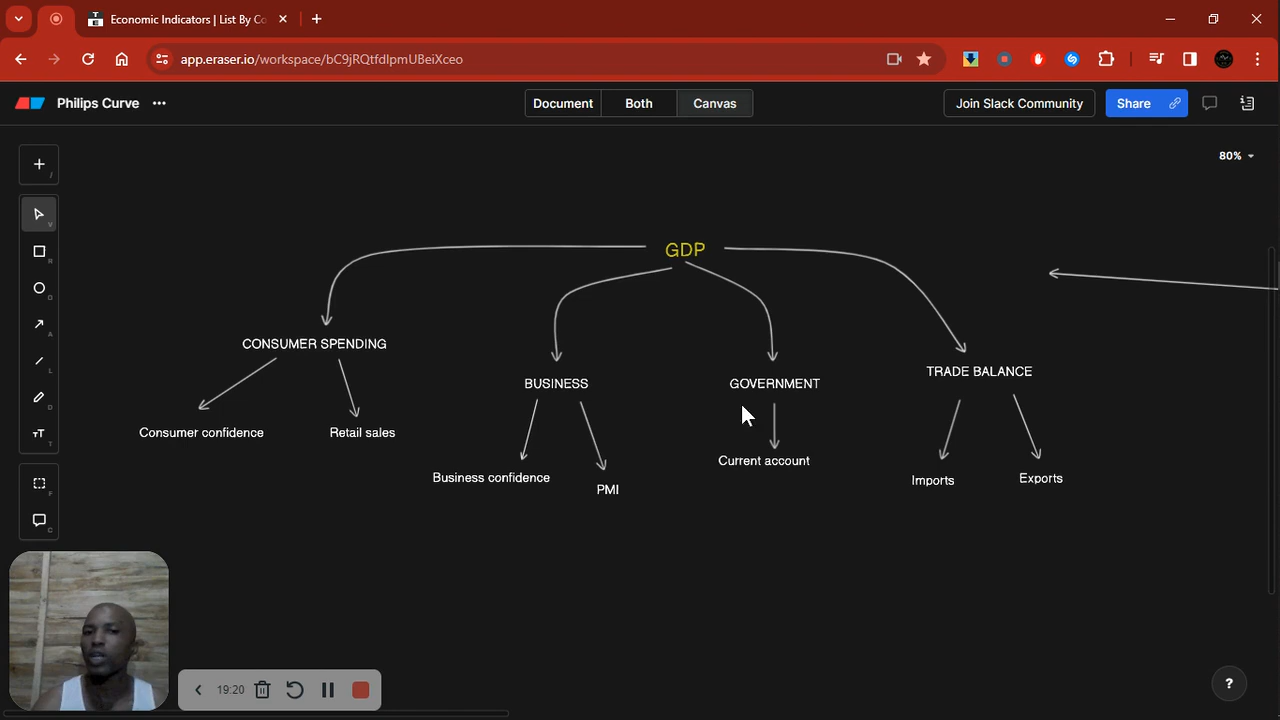 Economic Indicators | List By Co
app.eraser.io/workspace/bC9jRQtfdIpmUBeiXceo
Philips Curve
Document
Both
Canvas
Join Slack Community
Share
80%
GDP
CONSUMER SPENDING
BUSINESS
GOVERNMENT
TRADE BALANCE
Consumer confidence
Retail sales
Business confidence
PMI
Current account
Imports
Exports
19:20
?